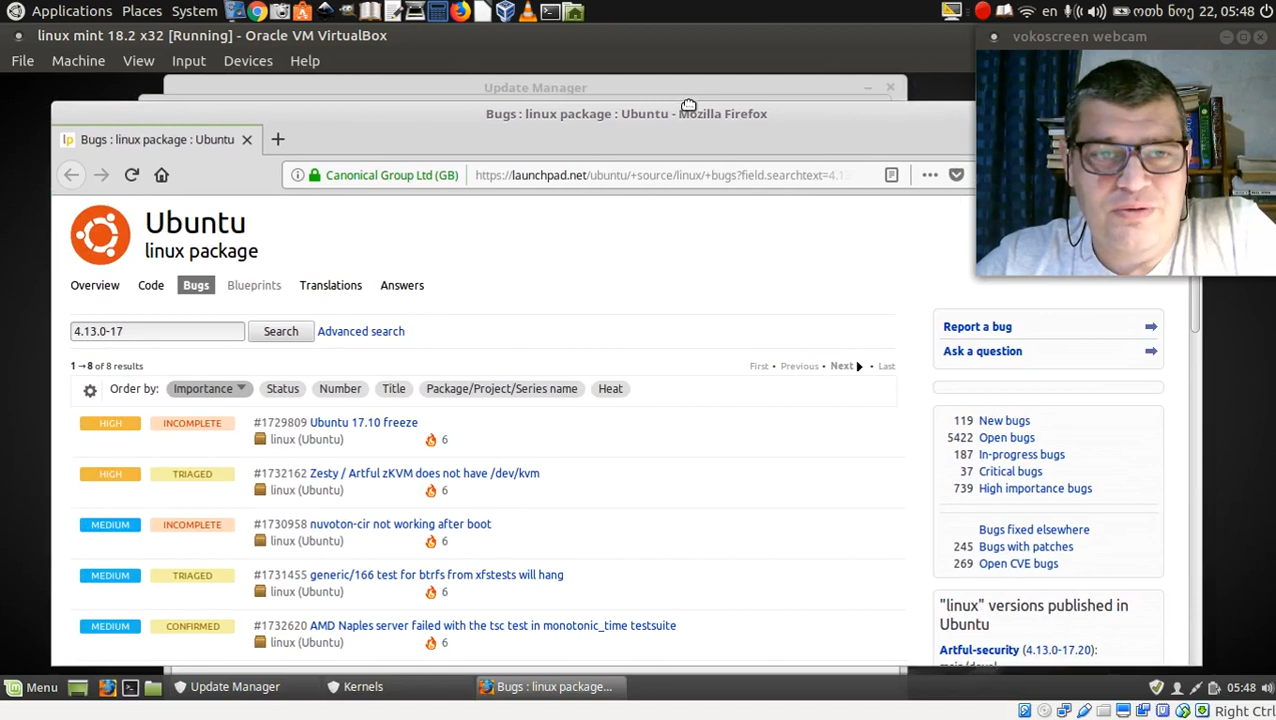 Applications Places System en ოთხ ნოე 22, 05:48
linux mint 18.2 x32 [Running] - Oracle VM VirtualBox
vokoscreen webcam
File Machine View Input Devices Help
Update Manager
Bugs : linux package : Ubuntu - Mozilla Firefox
lp Bugs : linux package : Ubuntu
Canonical Group Ltd (GB) https://launchpad.net/ubuntu/+source/linux/+bugs?field.searchtext=4.13
Ubuntu
linux package
Overview Code Bugs Blueprints Translations Answers
4.13.0-17 Search Advanced search
1→8 of 8 results First • Previous • Next • Last
Order by: Importance Status Number Title Package/Project/Series name Heat
HIGH INCOMPLETE #1729809 Ubuntu 17.10 freeze
linux (Ubuntu) 6
HIGH TRIAGED #1732162 Zesty / Artful zKVM does not have /dev/kvm
linux (Ubuntu) 6
MEDIUM INCOMPLETE #1730958 nuvoton-cir not working after boot
linux (Ubuntu) 6
MEDIUM TRIAGED #1731455 generic/166 test for btrfs from xfstests will hang
linux (Ubuntu) 6
MEDIUM CONFIRMED #1732620 AMD Naples server failed with the tsc test in monotonic_time testsuite
linux (Ubuntu) 6
Report a bug
Ask a question
119 New bugs
5422 Open bugs
187 In-progress bugs
37 Critical bugs
739 High importance bugs
Bugs fixed elsewhere
245 Bugs with patches
269 Open CVE bugs
"linux" versions published in
Ubuntu
Artful-security (4.13.0-17.20):
Menu Update Manager Kernels Bugs : linux package... 05:48
Right Ctrl